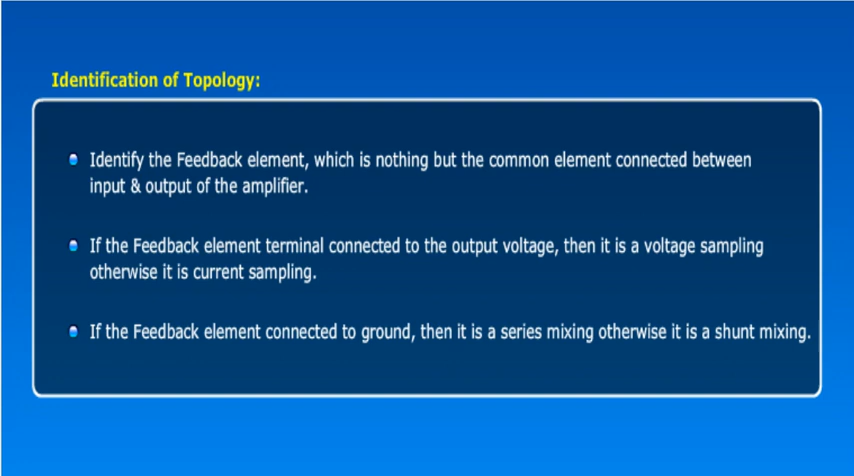 Identification of Topology:
Identify the Feedback element, which is nothing but the common element connected between
input & output of the amplifier.
If the Feedback element terminal connected to the output voltage, then it is a voltage sampling
otherwise it is current sampling.
If the Feedback element connected to ground, then it is a series mixing otherwise it is a shunt mixing.